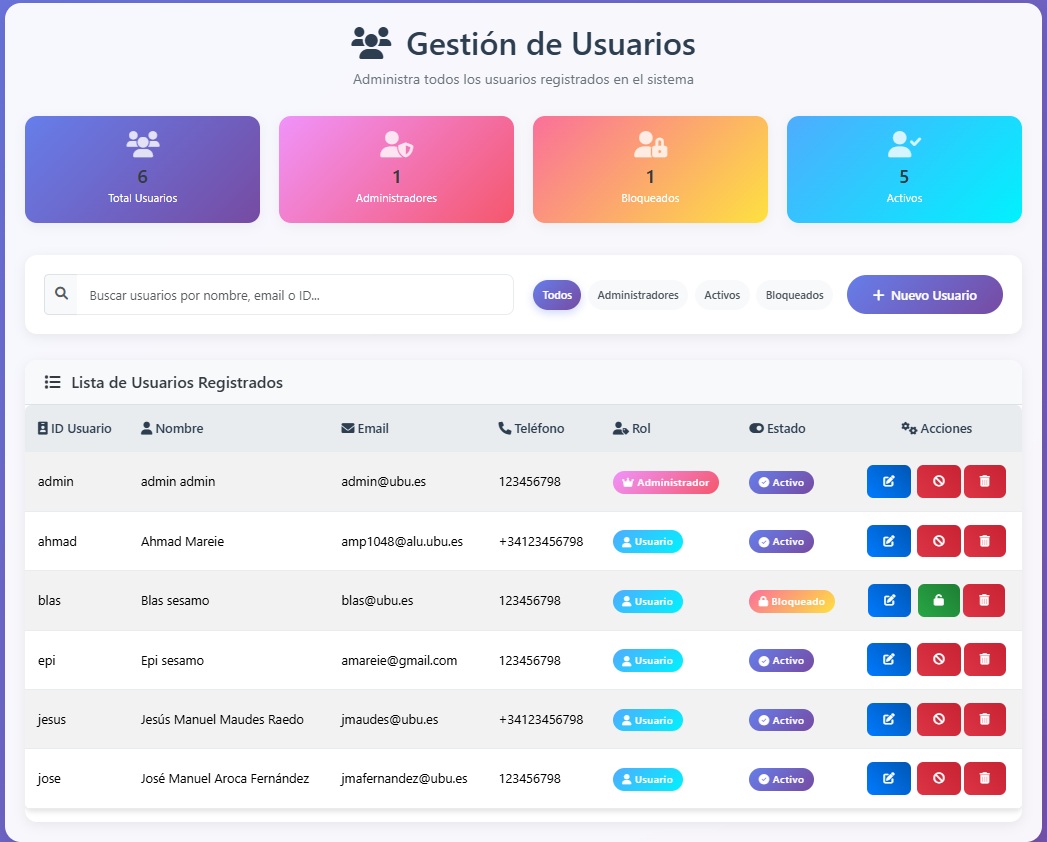 Gestión de Usuarios
Administra todos los usuarios registrados en el sistema
6
Total Usuarios
1
Administradores
1
Bloqueados
5
Activos
Buscar usuarios por nombre, email o ID...
Todos Administradores Activos Bloqueados + Nuevo Usuario
Lista de Usuarios Registrados
ID Usuario Nombre Email Teléfono Rol Estado Acciones
admin admin admin admin@ubu.es 123456798 Administrador Activo
ahmad Ahmad Mareie amp1048@alu.ubu.es +34123456798 Usuario Activo
blas Blas sesamo blas@ubu.es 123456798 Usuario Bloqueado
epi Epi sesamo amareie@gmail.com 123456798 Usuario Activo
jesus Jesús Manuel Maudes Raedo jmaudes@ubu.es +34123456798 Usuario Activo
jose José Manuel Aroca Fernández jmafernandez@ubu.es 123456798 Usuario Activo